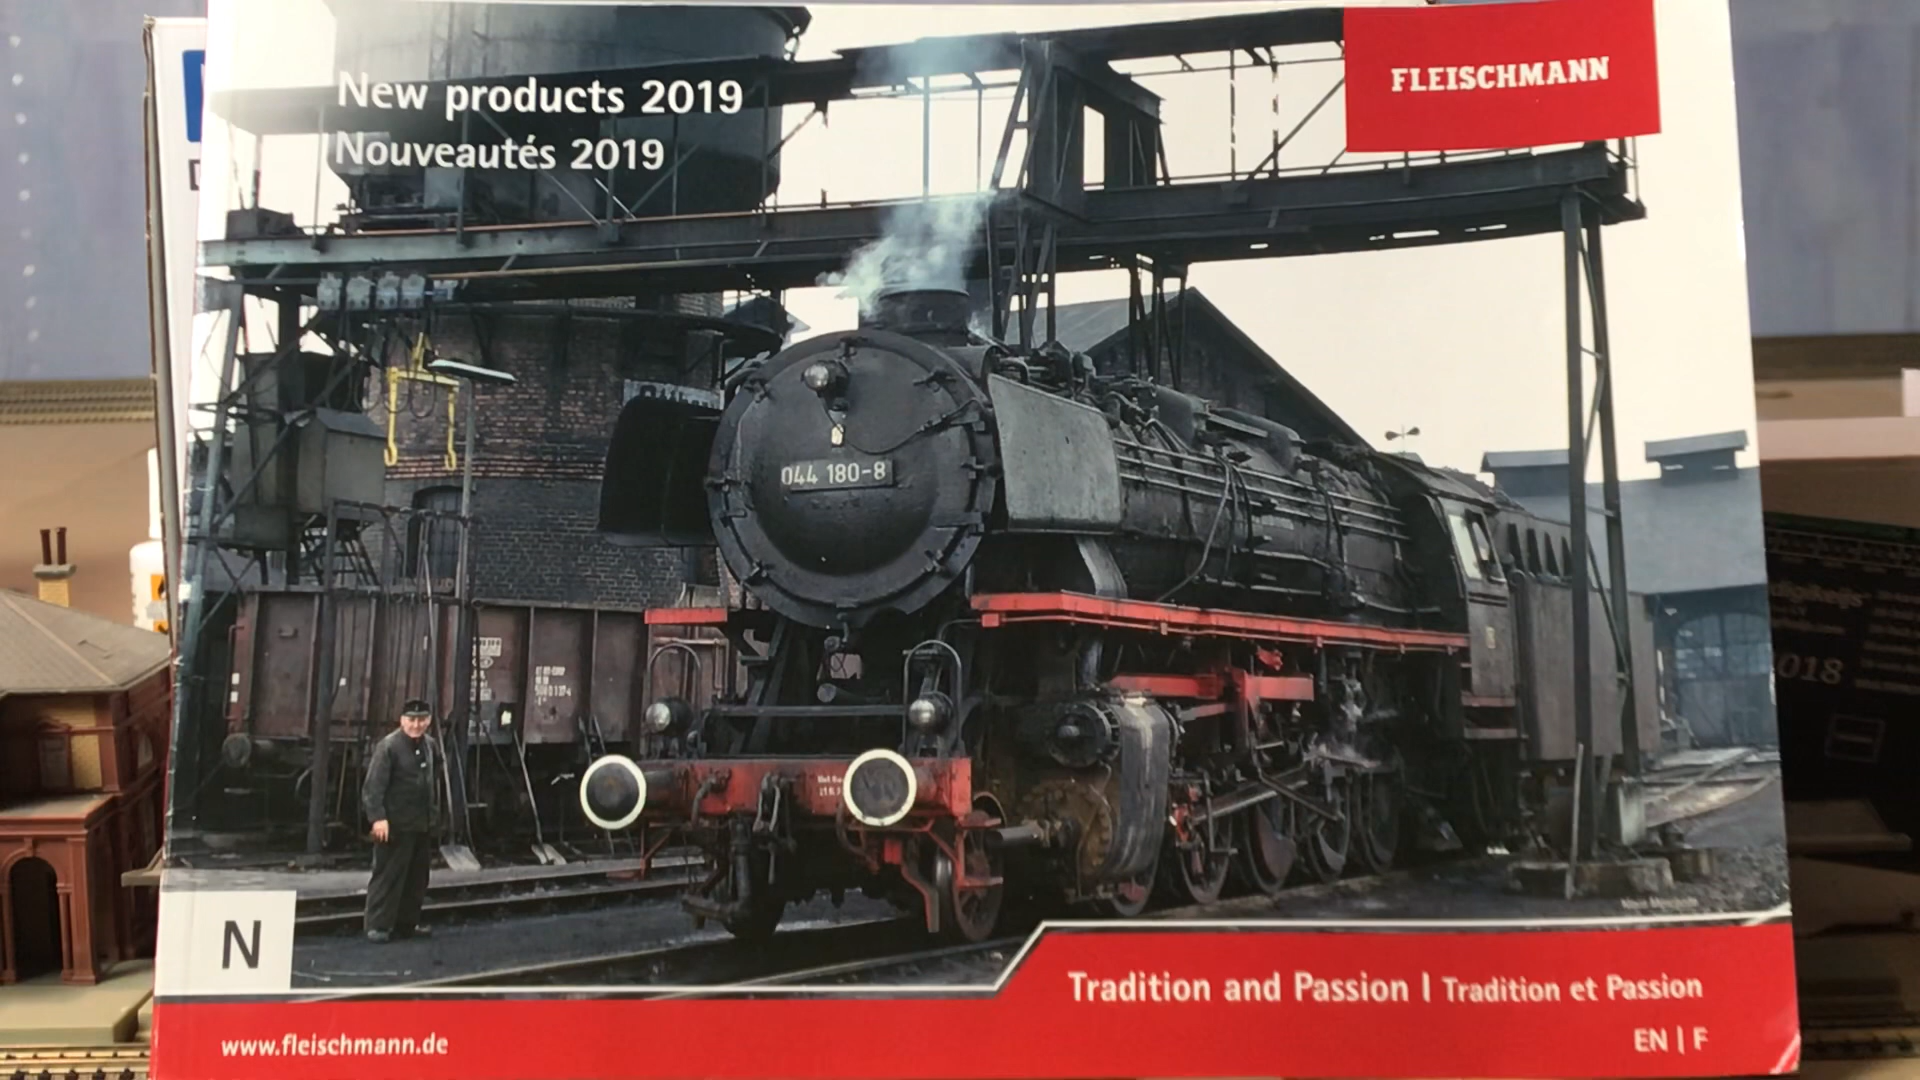 New products 2019
Nouveautés 2019
FLEISCHMANN
044 180-8
N
Tradition and Passion | Tradition et Passion
www.fleischmann.de
EN | F
018